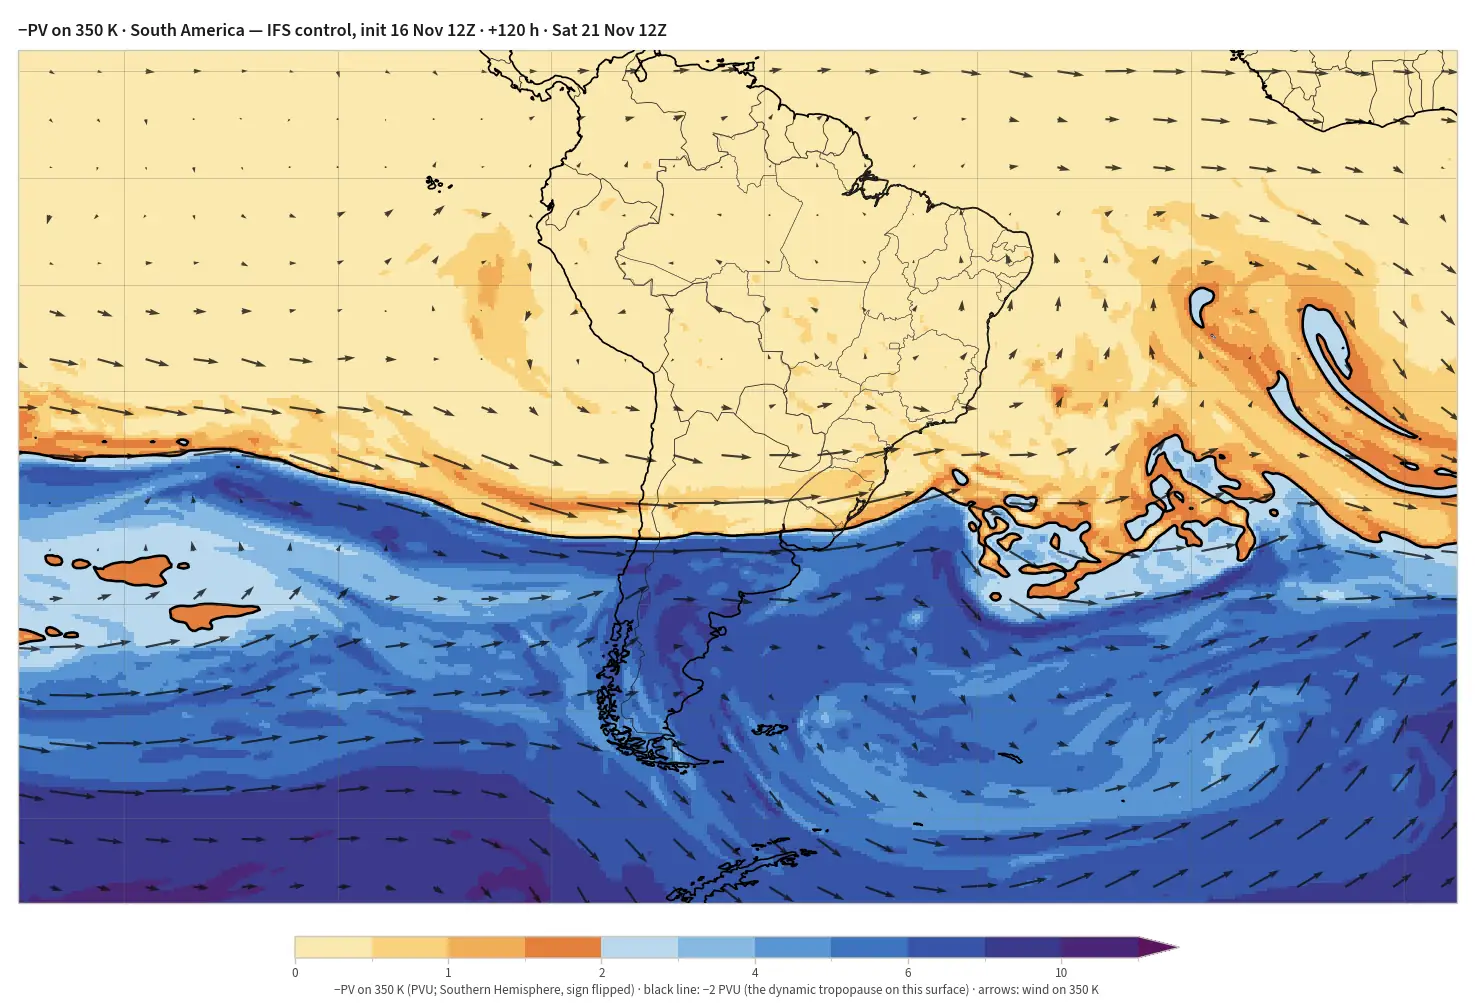 −PV on 350 K · South America — IFS control, init 16 Nov 12Z · +120 h · Sat 21 Nov 12Z
0 1 2 4 6 10
−PV on 350 K (PVU; Southern Hemisphere, sign flipped) · black line: −2 PVU (the dynamic tropopause on this surface) · arrows: wind on 350 K